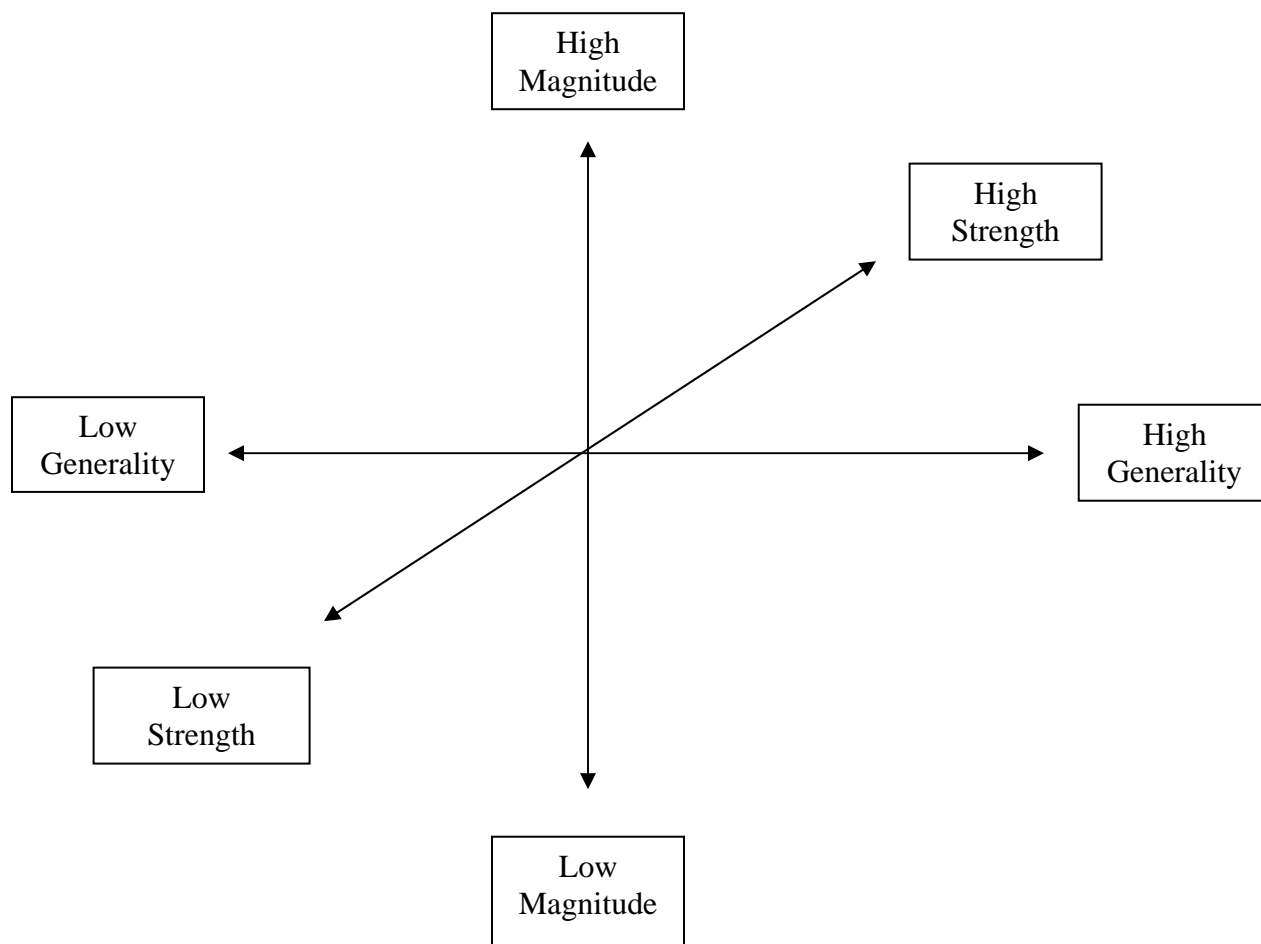 High
Magnitude
High
Strength
Low
Generality
High
Generality
Low
Strength
Low
Magnitude